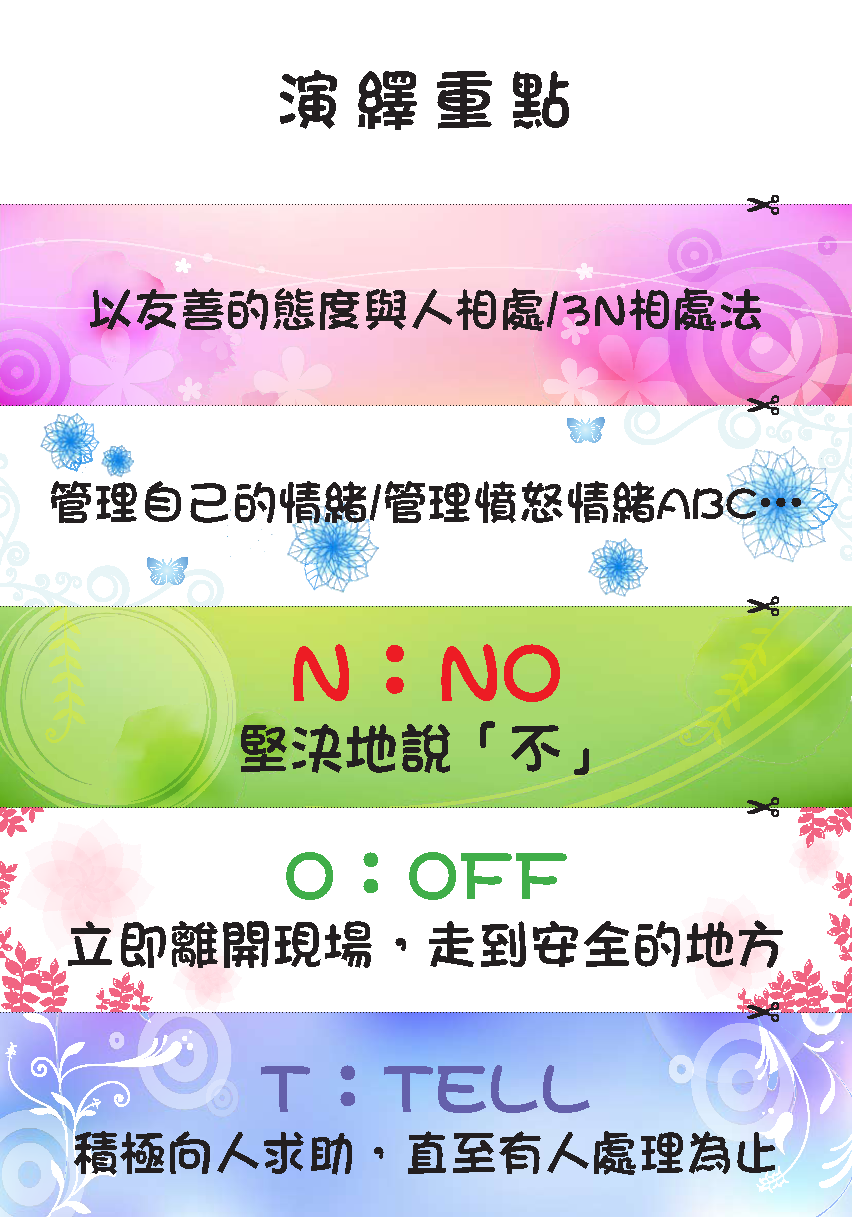 演繹重點
以友善的態度與人相處/3N相處法
管理自己的情緒/管理憤怒情緒ABC…
N：NO
堅決地說「不」
O：OFF
立即離開現場，走到安全的地方
T：TELL
積極向人求助，直至有人處理為止